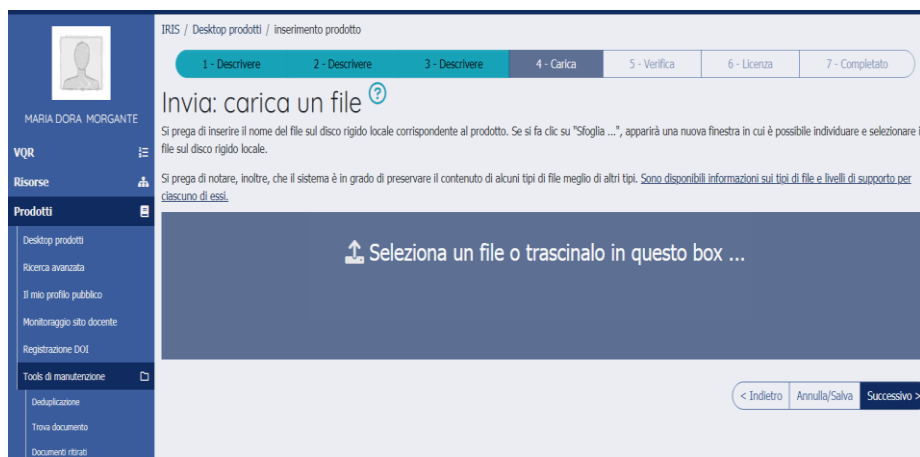 IRIS / Desktop prodotti / inserimento prodotto
1 - Descrivere
2 - Descrivere
3 - Descrivere
4 - Carica
5 - Verifica
6 - Licenza
7 - Completato
Invia: carica un file ?
Si prega di inserire il nome del file sul disco rigido locale corrispondente al prodotto. Se si fa clic su "Sfoglia ...", apparirà una nuova finestra in cui è possibile individuare e selezionare i
file sul disco rigido locale.
Si prega di notare, inoltre, che il sistema è in grado di preservare il contenuto di alcuni tipi di file meglio di altri tipi. Sono disponibili informazioni sui tipi di file e livelli di supporto per
ciascuno di essi.
Seleziona un file o trascinalo in questo box ...
< Indietro
Annulla/Salva
Successivo >
MARIA DORA MORGANTE
VQR
Risorse
Prodotti
Desktop prodotti
Ricerca avanzata
Il mio profilo pubblico
Monitoraggio sito docente
Registrazione DOI
Tools di manutenzione
Deduplicazione
Trova documento
Documenti ritirati